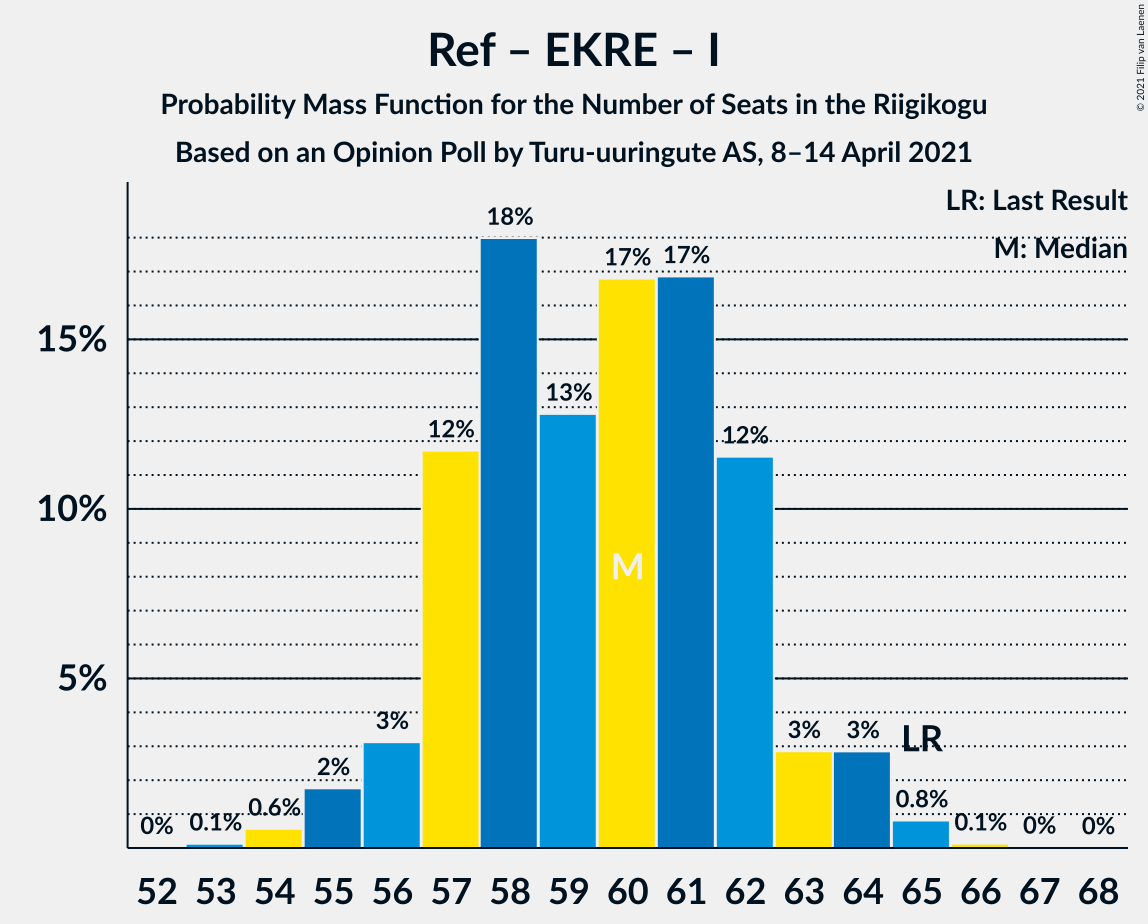 Ref – EKRE – I
Probability Mass Function for the Number of Seats in the Riigikogu
Based on an Opinion Poll by Turu-uuringute AS, 8–14 April 2021
© 2021 Filip van Laenen
LR: Last Result
M: Median
15%
10%
5%
0%
0.1%
0.6%
2%
3%
12%
18%
13%
17%
17%
12%
3%
3%
0.8%
0.1%
0%
0%
M
LR
52 53 54 55 56 57 58 59 60 61 62 63 64 65 66 67 68